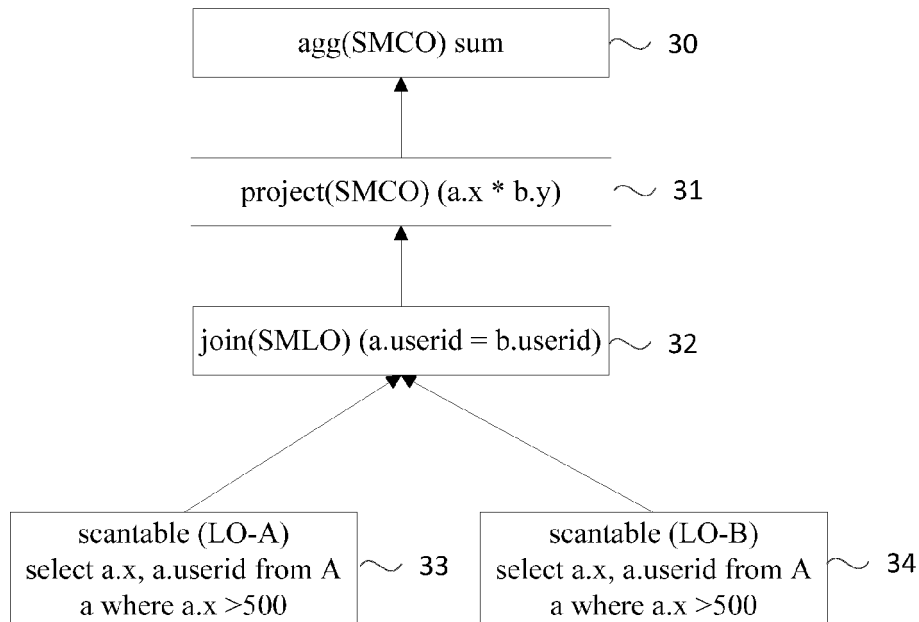 agg(SMCO) sum
30
project(SMCO) (a.x * b.y)
31
join(SMLO) (a.userid = b.userid)
32
scantable (LO-A)
select a.x, a.userid from A
a where a.x >500
33
scantable (LO-B)
select a.x, a.userid from A
a where a.x >500
34